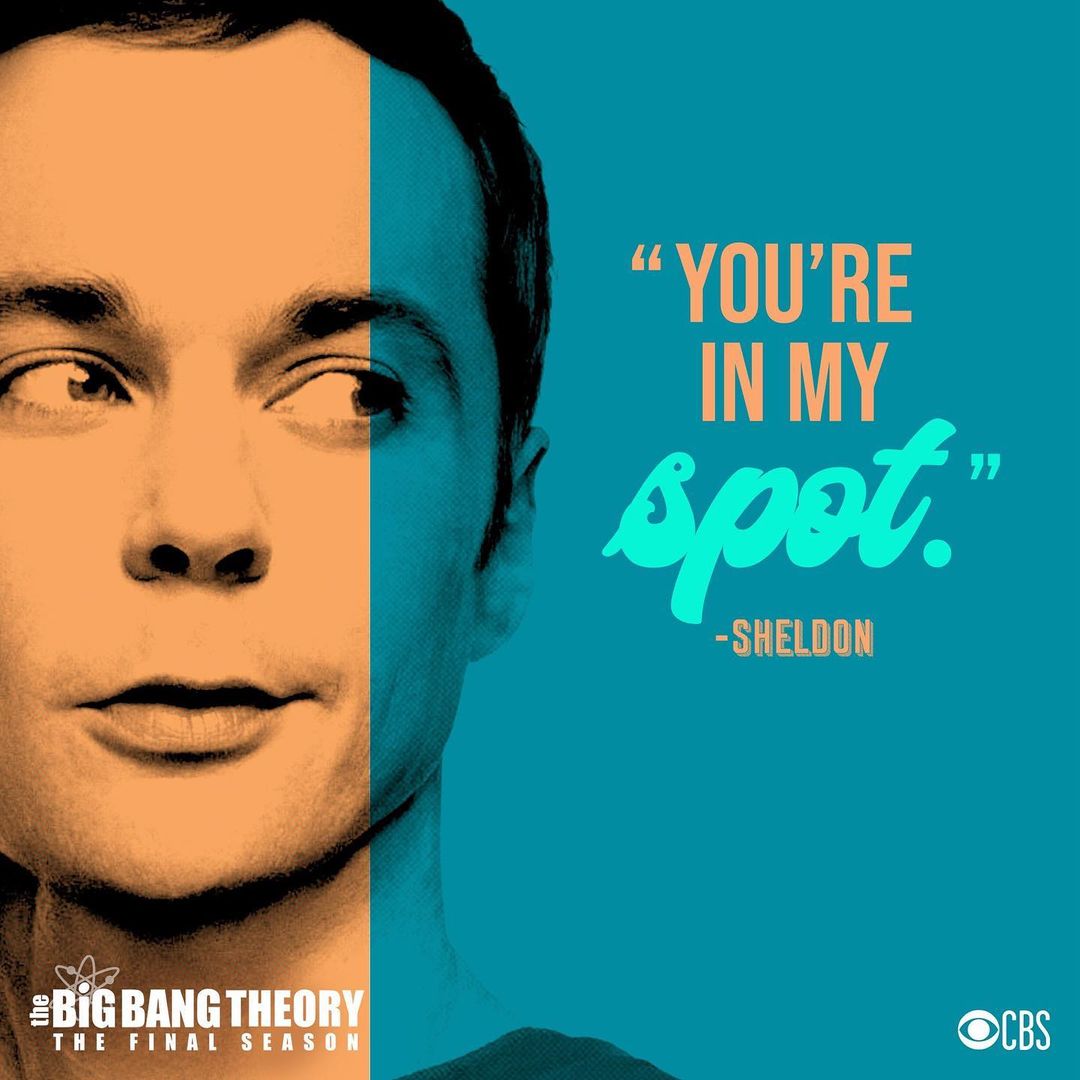 “YOU’RE
IN MY
spot.”
-SHELDON
the BiG BANG THEORY
THE FINAL SEASON
CBS